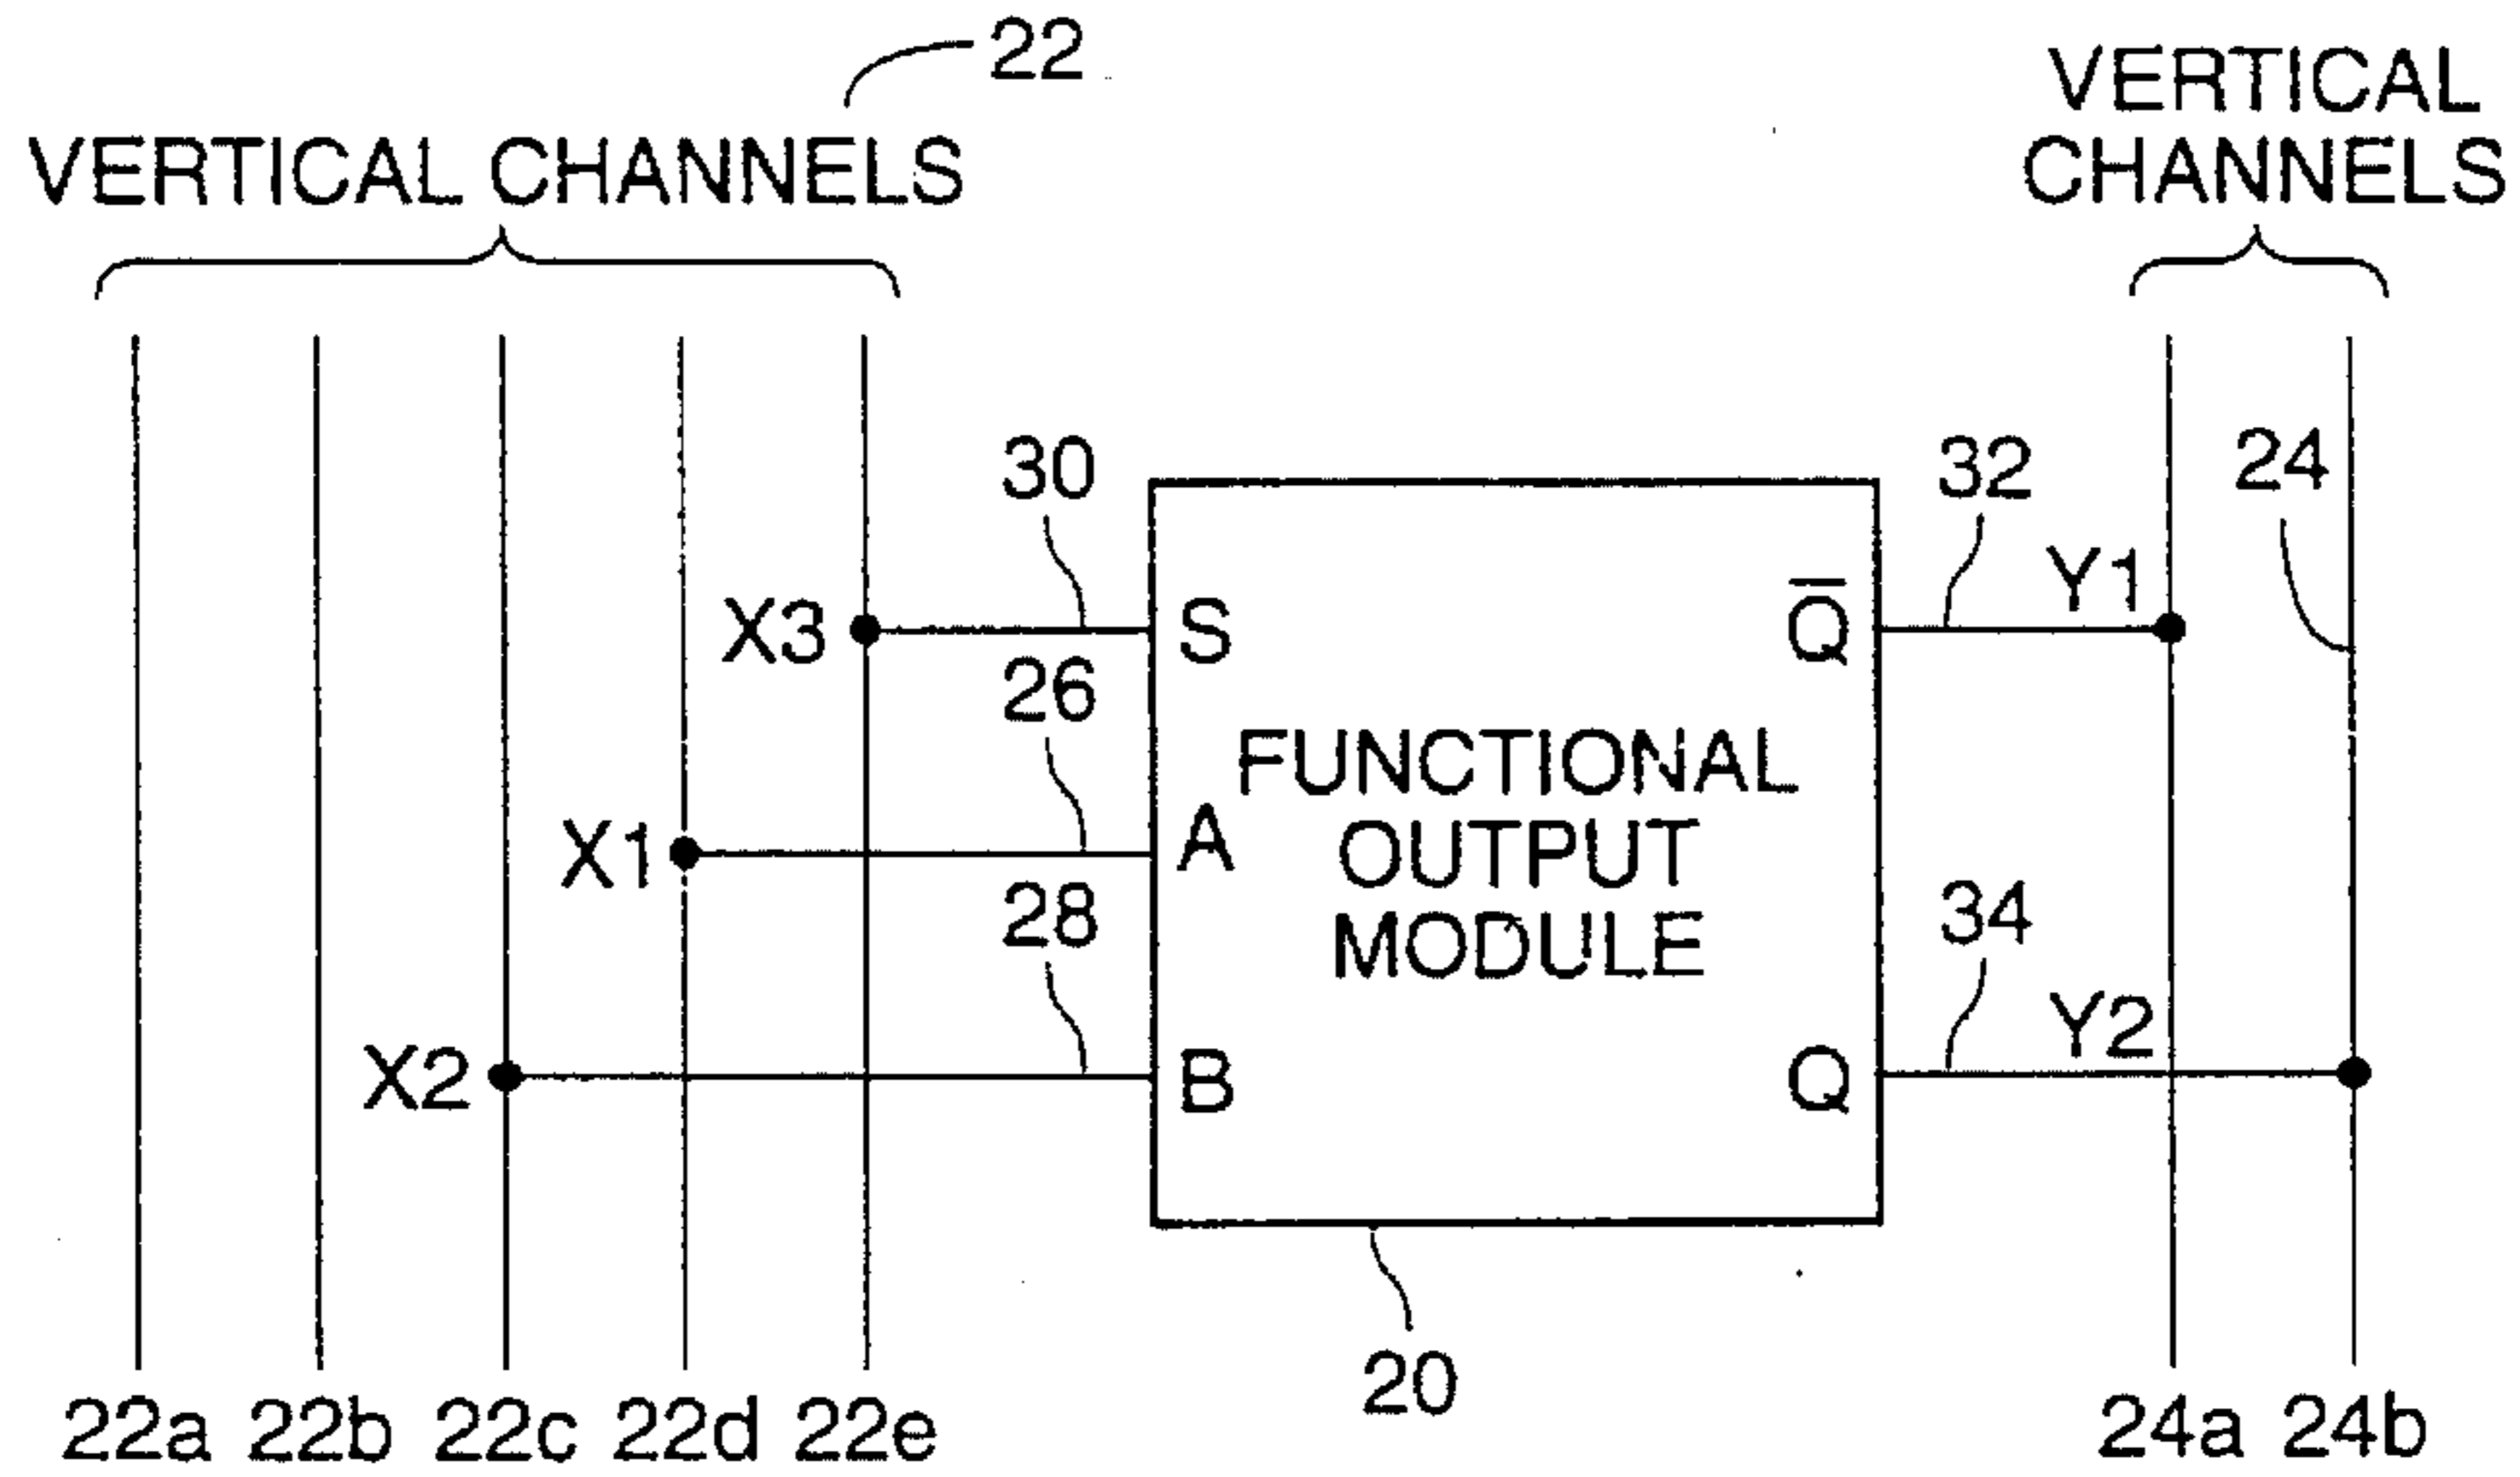 22
VERTICAL CHANNELS
VERTICAL
CHANNELS
30
32
24
X3
S
Q̅
Y1
26
X1
A
FUNCTIONAL
OUTPUT
MODULE
28
34
X2
B
Q
Y2
20
22a 22b 22c 22d 22e
24a 24b